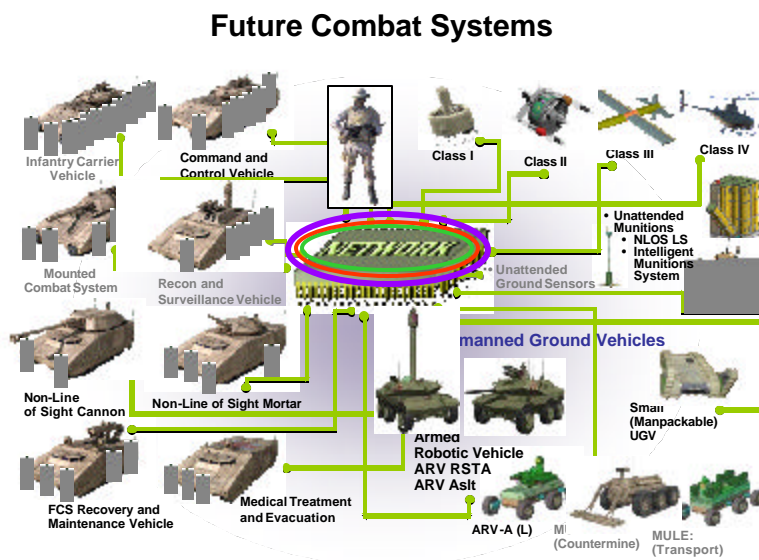 Future Combat Systems
Infantry Carrier
Vehicle
Command and
Control Vehicle
Class I
Class II
Class III
Class IV
NETWORK
• Unattended
Munitions
• NLOS LS
• Intelligent
Munitions
System
Mounted
Combat System
Recon and
Surveillance Vehicle
• Unattended
Ground Sensors
manned Ground Vehicles
Non-Line
of Sight Cannon
Non-Line of Sight Mortar
Small
(Manpackable)
UGV
Armed
Robotic Vehicle
ARV RSTA
ARV Aslt
FCS Recovery and
Maintenance Vehicle
Medical Treatment
and Evacuation
ARV-A (L)
(Countermine)
MULE:
(Transport)